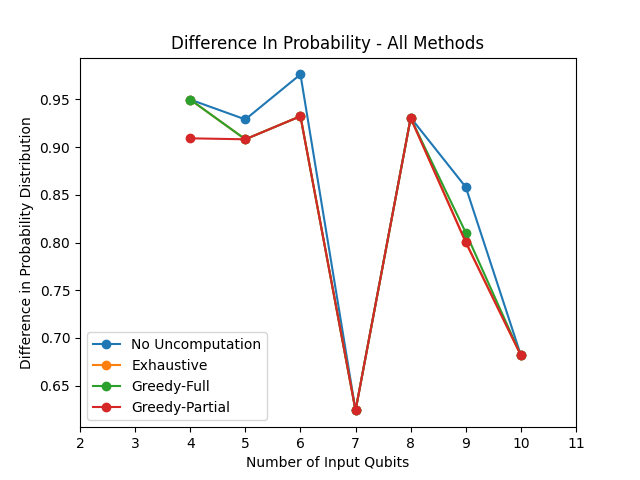 Difference In Probability - All Methods
Difference in Probability Distribution
0.95
0.90
0.85
0.80
0.75
0.70
0.65
No Uncomputation
Exhaustive
Greedy-Full
Greedy-Partial
2 3 4 5 6 7 8 9 10 11
Number of Input Qubits